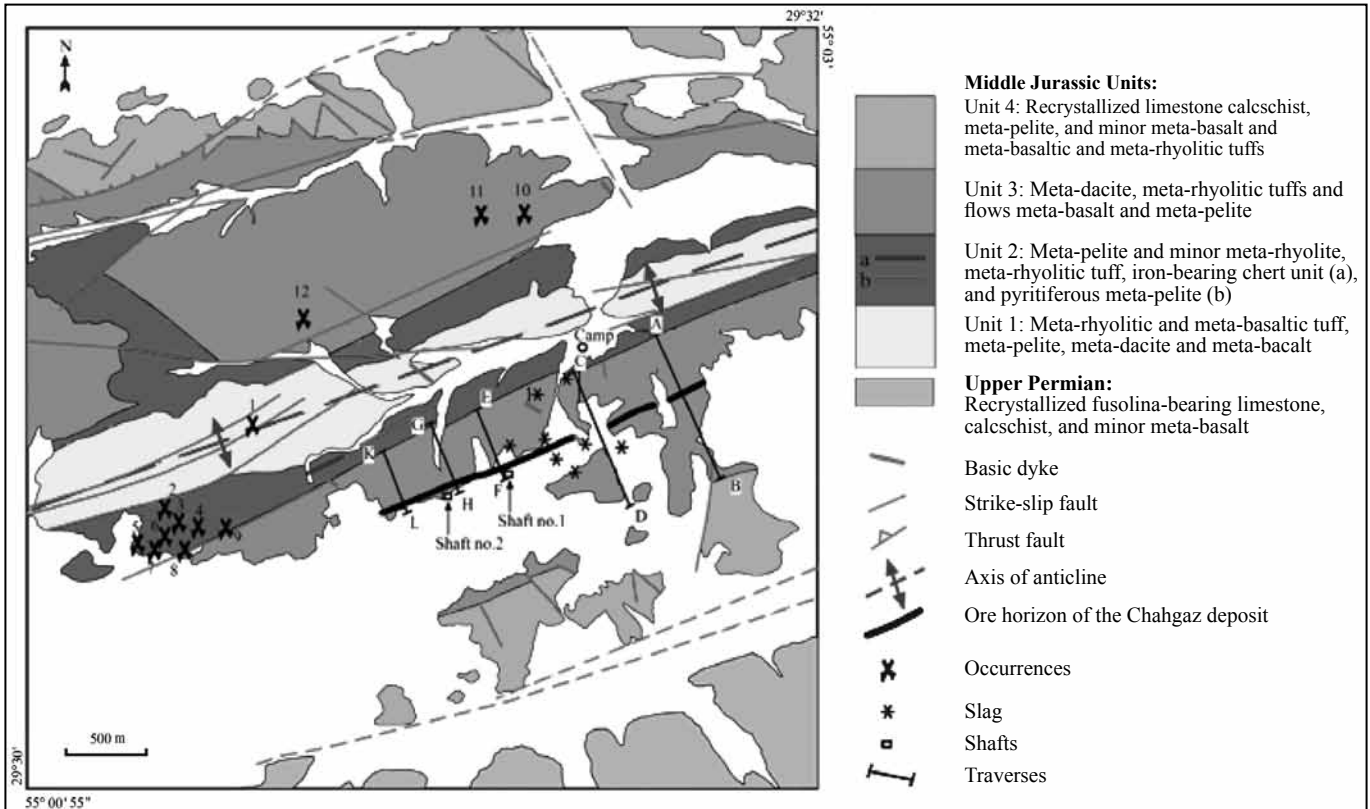 29°32'
55°03'
N
11 10
12
A
Camp
C
1
E
G
K
2
3
4
5
9
7
8
F
H
L
B
D
Shaft no.1
Shaft no.2
500 m
29°30'
55°00'55"
Middle Jurassic Units:
Unit 4: Recrystallized limestone calcschist,
meta-pelite, and minor meta-basalt and
meta-basaltic and meta-rhyolitic tuffs
Unit 3: Meta-dacite, meta-rhyolitic tuffs and
flows meta-basalt and meta-pelite
a
b
Unit 2: Meta-pelite and minor meta-rhyolite,
meta-rhyolitic tuff, iron-bearing chert unit (a),
and pyritiferous meta-pelite (b)
Unit 1: Meta-rhyolitic and meta-basaltic tuff,
meta-pelite, meta-dacite and meta-bacalt
Upper Permian:
Recrystallized fusolina-bearing limestone,
calcschist, and minor meta-basalt
Basic dyke
Strike-slip fault
Thrust fault
Axis of anticline
Ore horizon of the Chahgaz deposit
Occurrences
Slag
Shafts
Traverses